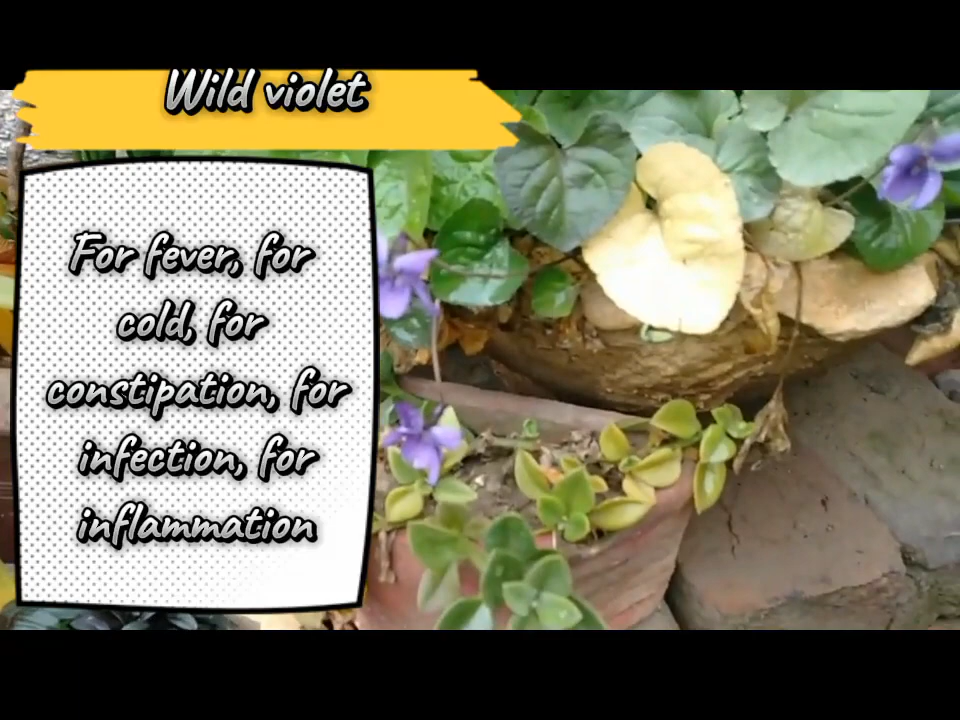 Wild violet
For fever, for
cold, for
constipation, for
infection, for
inflammation